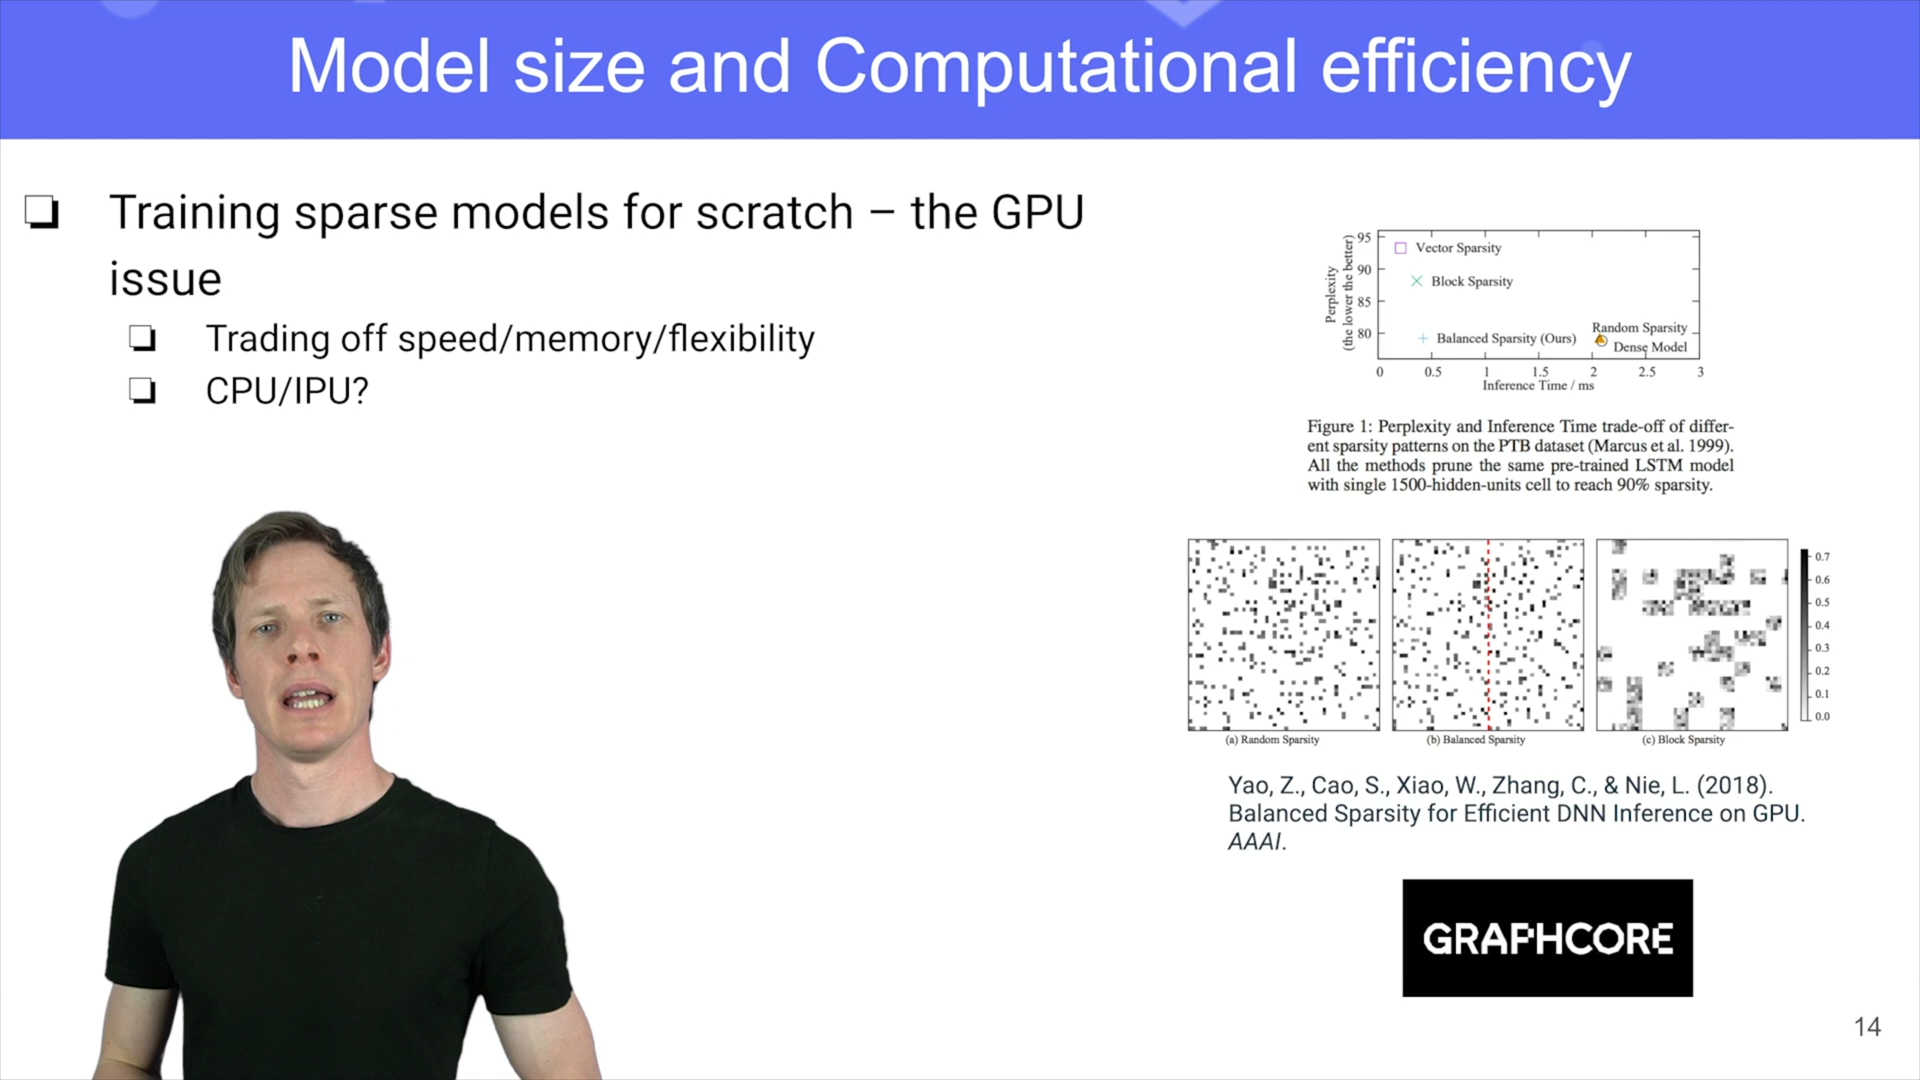 Model size and Computational efficiency
Training sparse models for scratch – the GPU
issue
Trading off speed/memory/flexibility
CPU/IPU?
Perplexity
(the lower the better)
95
90
85
80
Vector Sparsity
Block Sparsity
Balanced Sparsity (Ours)
Random Sparsity
Dense Model
0 0.5 1 1.5 2 2.5 3
Inference Time / ms
Figure 1: Perplexity and Inference Time trade-off of differ-
ent sparsity patterns on the PTB dataset (Marcus et al. 1999).
All the methods prune the same pre-trained LSTM model
with single 1500-hidden-units cell to reach 90% sparsity.
0.7
0.6
0.5
0.4
0.3
0.2
0.1
0.0
(a) Random Sparsity
(b) Balanced Sparsity
(c) Block Sparsity
Yao, Z., Cao, S., Xiao, W., Zhang, C., & Nie, L. (2018).
Balanced Sparsity for Efficient DNN Inference on GPU.
AAAI.
GRAPHCORE
14